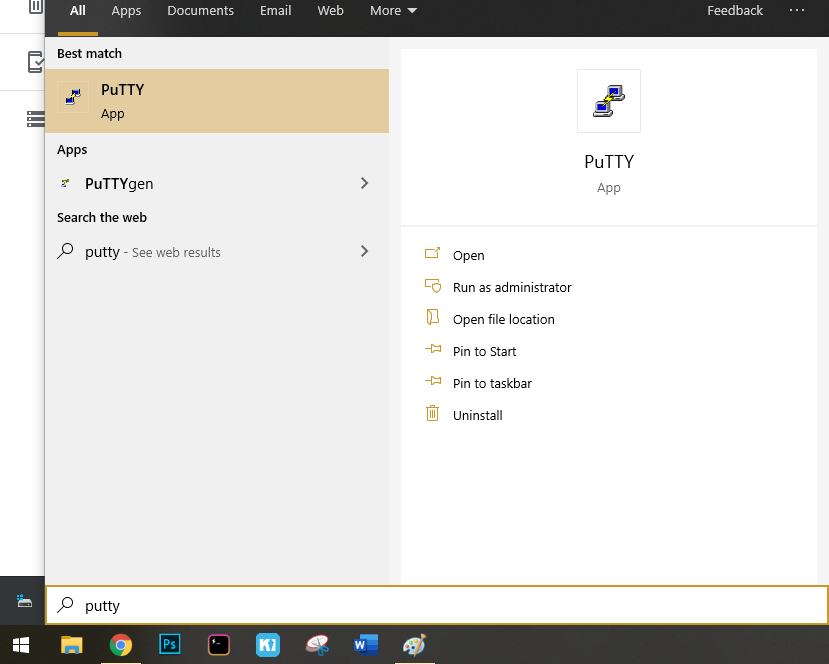 All Apps Documents Email Web More Feedback ...
Best match
PuTTY
App
Apps
PuTTYgen
Search the web
putty - See web results
PuTTY
App
Open
Run as administrator
Open file location
Pin to Start
Pin to taskbar
Uninstall
putty
Ps
K
W